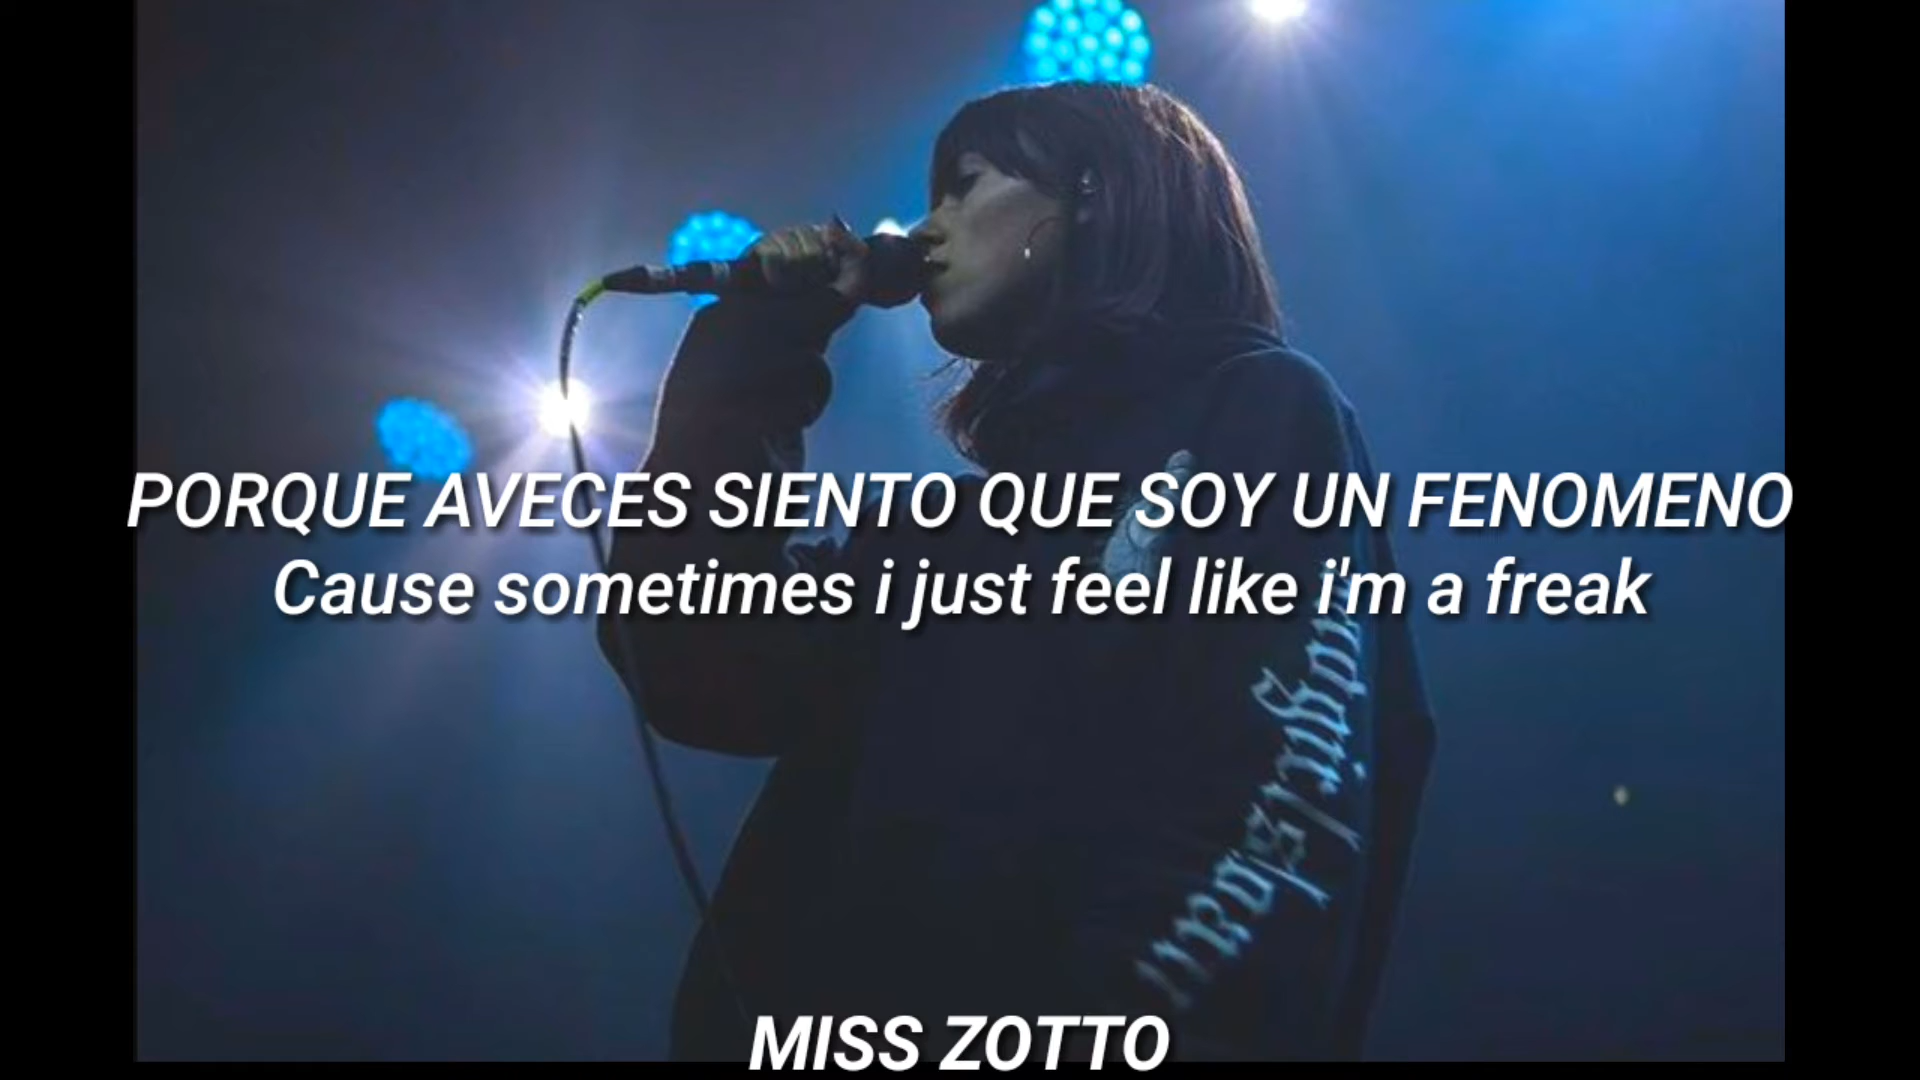 PORQUE AVECES SIENTO QUE SOY UN FENOMENO
Cause sometimes i just feel like i'm a freak
MISS ZOTTO